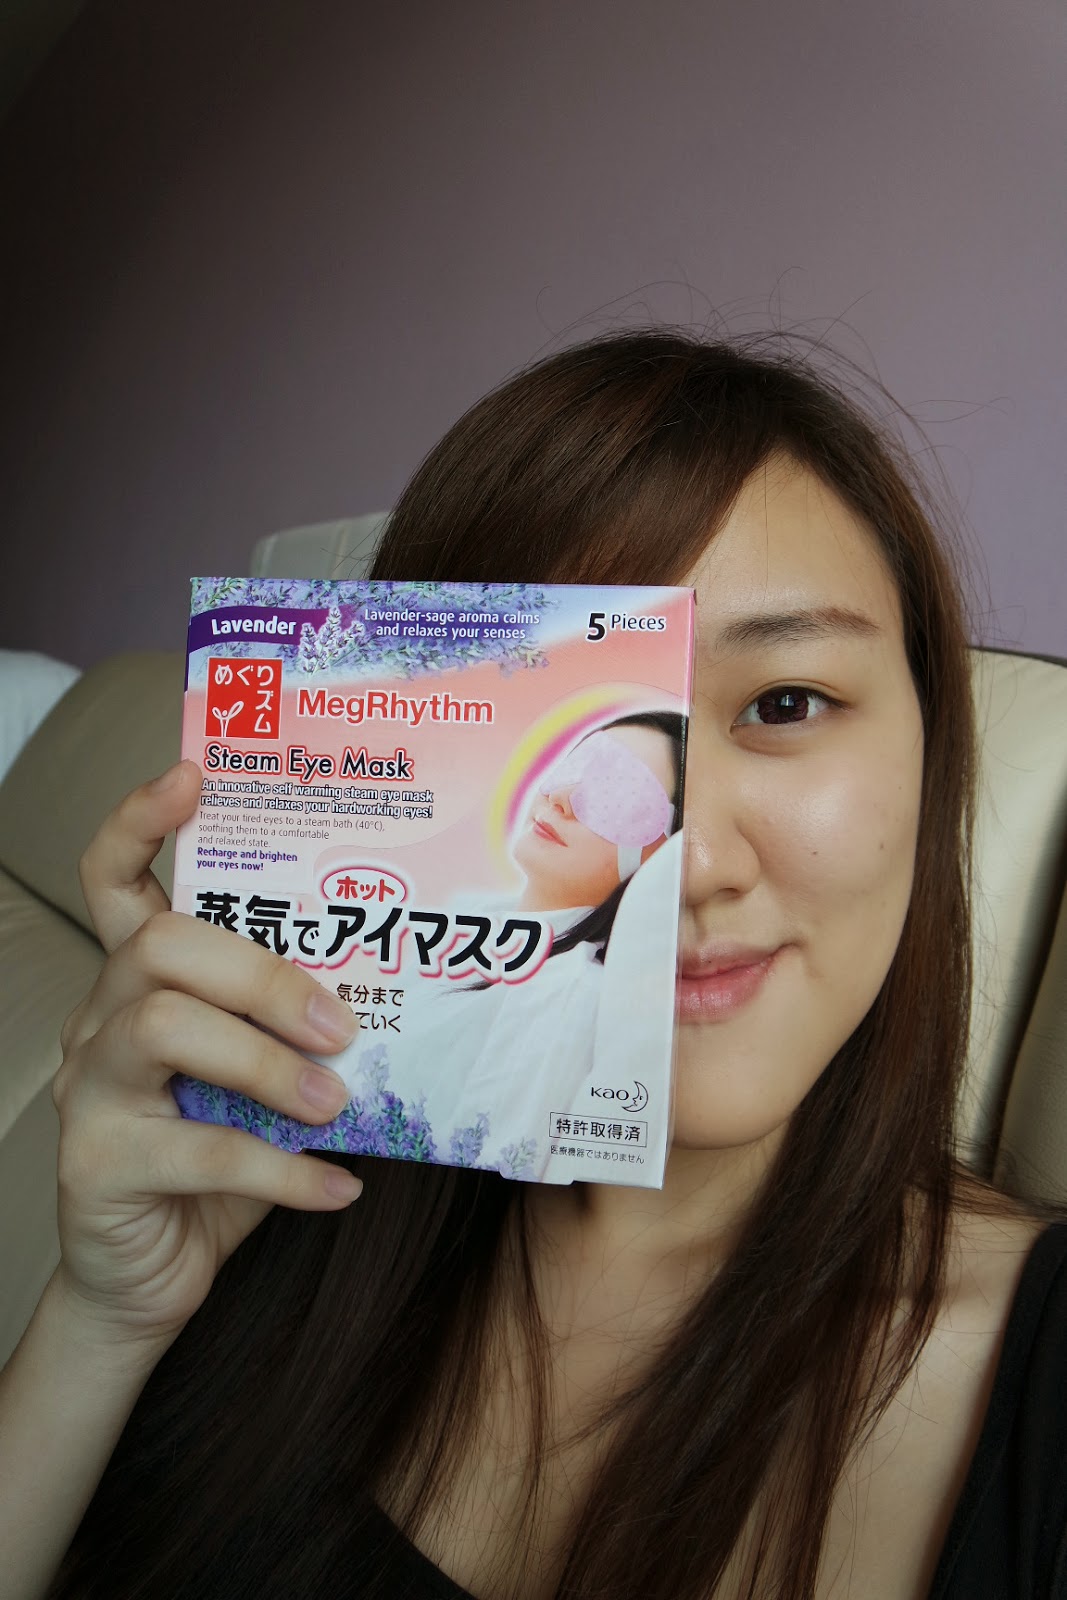 Lavender
Lavender-sage aroma calms
and relaxes your senses
5 Pieces
めぐりズム
MegRhythm
Steam Eye Mask
An innovative self warming steam eye mask
relieves and relaxes your hardworking eyes!
Treat your tired eyes to a steam bath (40°C),
soothing them to a comfortable
and relaxed state.
Recharge and brighten
your eyes now!
ホット
蒸気でアイマスク
気分まで
ていく
Kao
特許取得済
医療機器ではありません